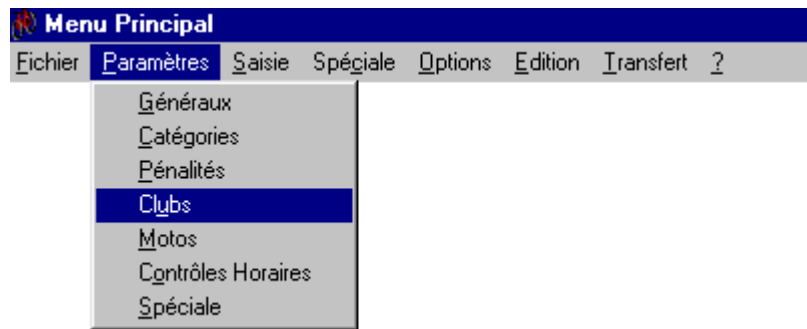 Menu Principal
Fichier Paramètres Saisie Spéciale Options Edition Transfert ?
Généraux
Catégories
Pénalités
Clubs
Motos
Contrôles Horaires
Spéciale